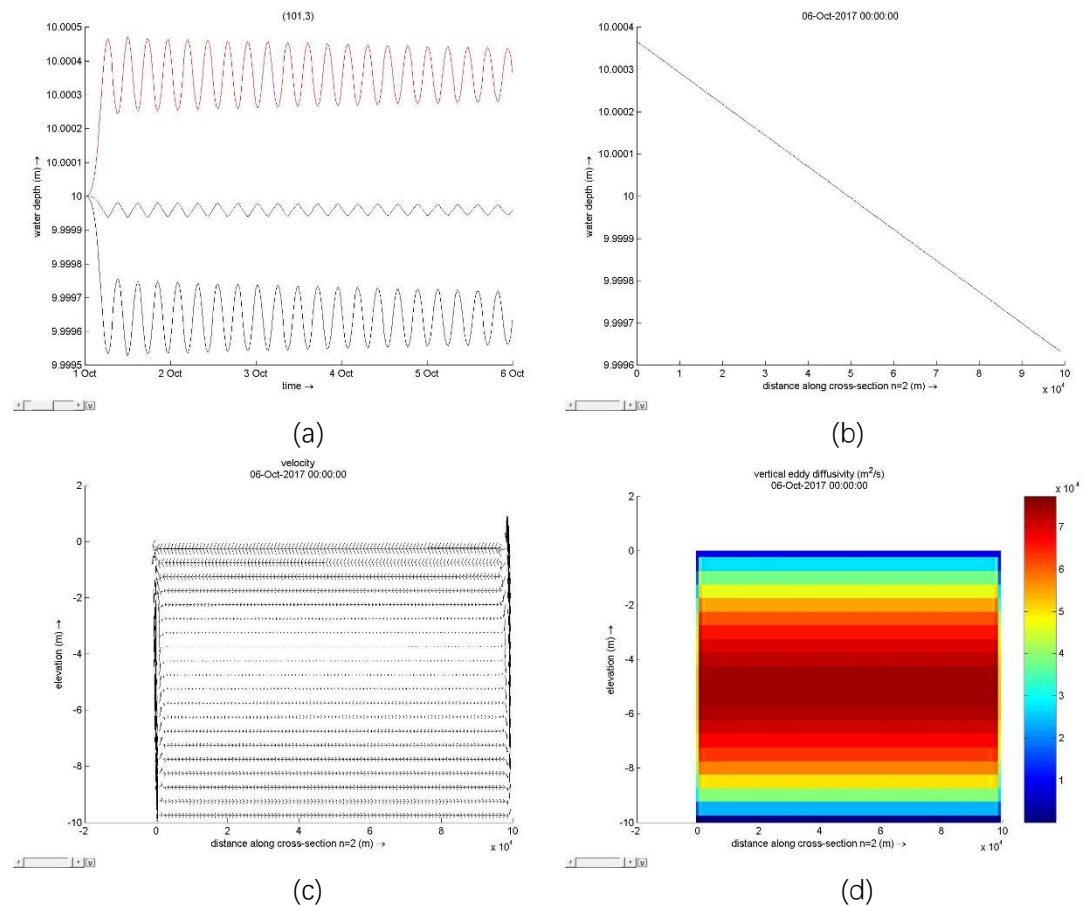 (101,3)
10.0005
10.0004
10.0003
10.0002
10.0001
10
9.9999
9.9998
9.9997
9.9996
9.9995
water depth (m) →
1 Oct 2 Oct 3 Oct 4 Oct 5 Oct 6 Oct
time →
(a)
06-Oct-2017 00:00:00
10.0004
10.0003
10.0002
10.0001
10
9.9999
9.9998
9.9997
9.9996
water depth (m) →
0 1 2 3 4 5 6 7 8 9 10
distance along cross-section n=2 (m) →
x 10⁴
(b)
velocity
06-Oct-2017 00:00:00
2
0
-2
-4
-6
-8
-10
elevation (m) →
-2 0 2 4 6 8 10
distance along cross-section n=2 (m) →
x 10⁴
(c)
vertical eddy diffusivity (m²/s)
06-Oct-2017 00:00:00
2
0
-2
-4
-6
-8
-10
elevation (m) →
-2 0 2 4 6 8 10
distance along cross-section n=2 (m) →
x 10⁴
x 10⁴
7
6
5
4
3
2
1
(d)